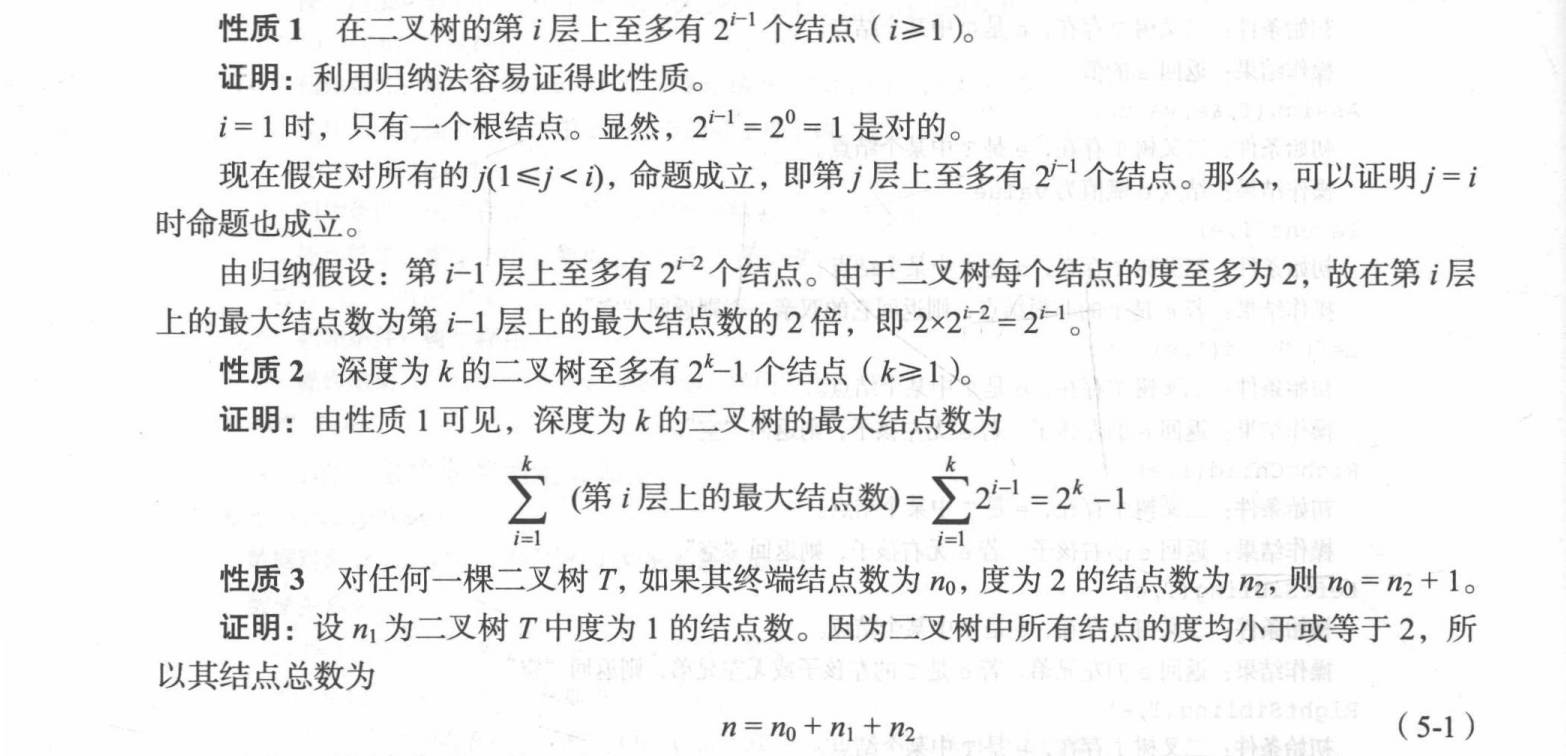 性质1 在二叉树的第 i 层上至多有 2^{i-1} 个结点（i≥1）。
证明：利用归纳法容易证得此性质。
i = 1 时，只有一个根结点。显然，2^{i-1} = 2^0 = 1 是对的。
现在假定对所有的 j(1≤j < i)，命题成立，即第 j 层上至多有 2^{j-1} 个结点。那么，可以证明 j = i
时命题也成立。
由归纳假设：第 i-1 层上至多有 2^{i-2} 个结点。由于二叉树每个结点的度至多为 2，故在第 i 层
上的最大结点数为第 i-1 层上的最大结点数的 2 倍，即 2×2^{i-2} = 2^{i-1}。
性质2 深度为 k 的二叉树至多有 2^k-1 个结点（k≥1）。
证明：由性质 1 可见，深度为 k 的二叉树的最大结点数为
\sum_{i=1}^{k} (第 i 层上的最大结点数) = \sum_{i=1}^{k} 2^{i-1} = 2^k - 1
性质3 对任何一棵二叉树 T，如果其终端结点数为 n_0，度为 2 的结点数为 n_2，则 n_0 = n_2 + 1。
证明：设 n_1 为二叉树 T 中度为 1 的结点数。因为二叉树中所有结点的度均小于或等于 2，所
以其结点总数为
n = n_0 + n_1 + n_2 （5-1）